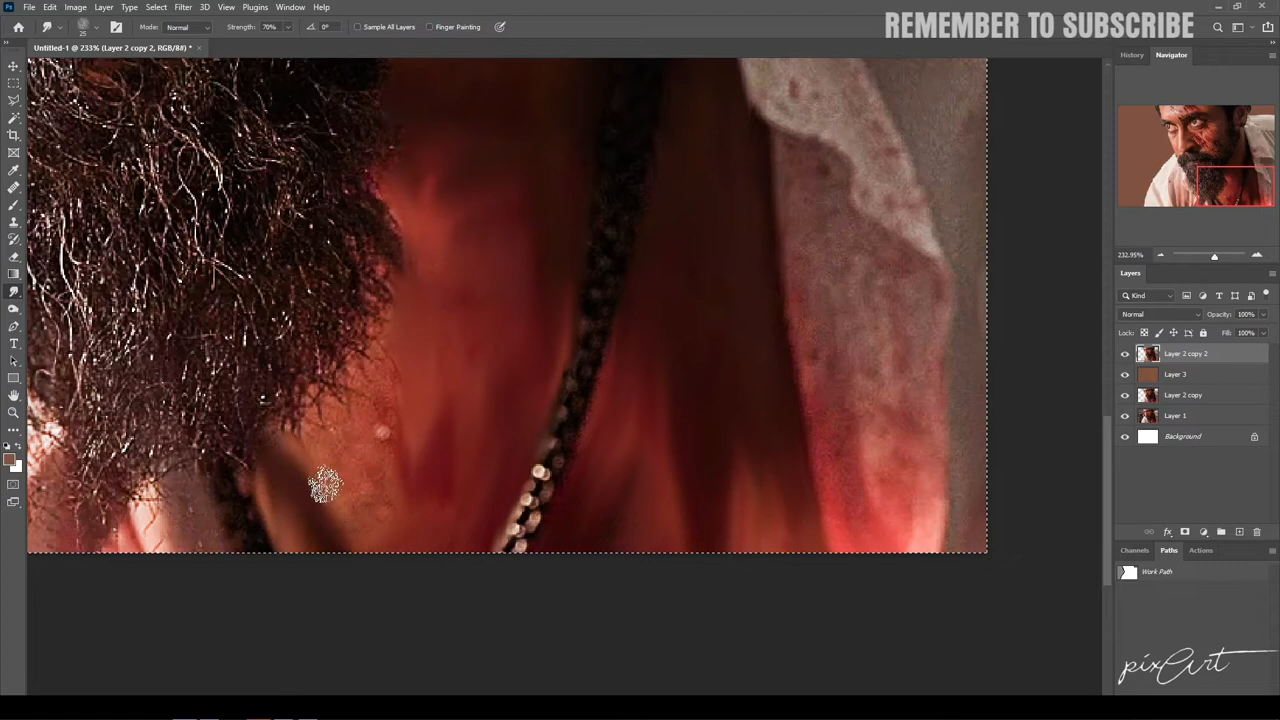 File Edit Image Layer Type Select Filter 3D View Plugins Window Help
REMEMBER TO SUBSCRIBE
25 Mode: Normal Strength: 70% 0° Sample All Layers Finger Painting
Untitled-1 @ 233% (Layer 2 copy 2, RGB/8#) * ×
History Navigator
232.95%
Layers
Kind
Normal Opacity: 100%
Lock: Fill: 100%
Layer 2 copy 2
Layer 3
Layer 2 copy
Layer 1
Background
fx
Channels Paths Actions
Work Path
pixArt